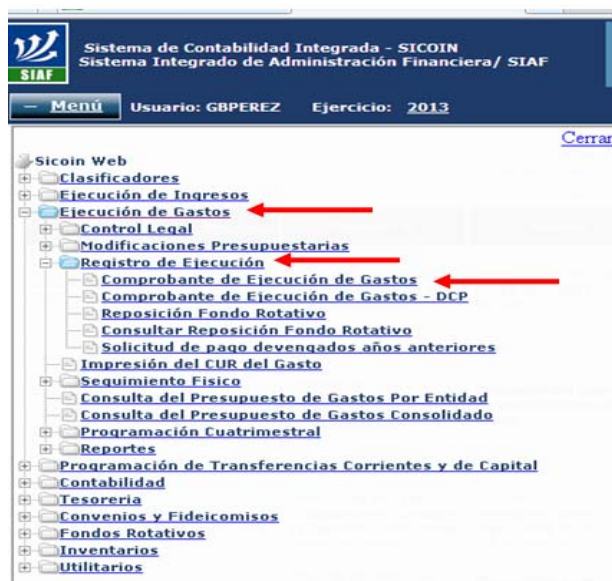 Sistema de Contabilidad Integrada - SICOIN
Sistema Integrado de Administración Financiera/ SIAF
SIAF
Menú Usuario: GBPEREZ Ejercicio: 2013
Cerrar
Sicoin Web
Clasificadores
Ejecución de Ingresos
Ejecución de Gastos
Control Legal
Modificaciones Presupuestarias
Registro de Ejecución
Comprobante de Ejecución de Gastos
Comprobante de Ejecución de Gastos - DCP
Reposición Fondo Rotativo
Consultar Reposición Fondo Rotativo
Solicitud de pago devengados años anteriores
Impresión del CUR del Gasto
Seguimiento Fisico
Consulta del Presupuesto de Gastos Por Entidad
Consulta del Presupuesto de Gastos Consolidado
Programación Cuatrimestral
Reportes
Programación de Transferencias Corrientes y de Capital
Contabilidad
Tesoreria
Convenios y Fideicomisos
Fondos Rotativos
Inventarios
Utilitarios